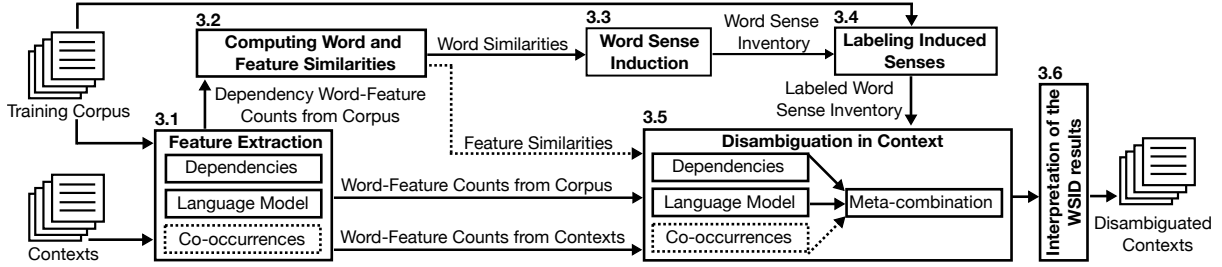 3.2
Computing Word and
Feature Similarities
Word Similarities
3.3
Word Sense
Induction
Word Sense
Inventory
3.4
Labeling Induced
Senses
Training Corpus
Dependency Word-Feature
Counts from Corpus
Labeled Word
Sense Inventory
3.1
Feature Extraction
Dependencies
Language Model
Co-occurrences
Contexts
Feature Similarities
Word-Feature Counts from Corpus
Word-Feature Counts from Contexts
3.5
Disambiguation in Context
Dependencies
Language Model
Co-occurrences
Meta-combination
3.6
Interpretation of the
WSID results
Disambiguated
Contexts